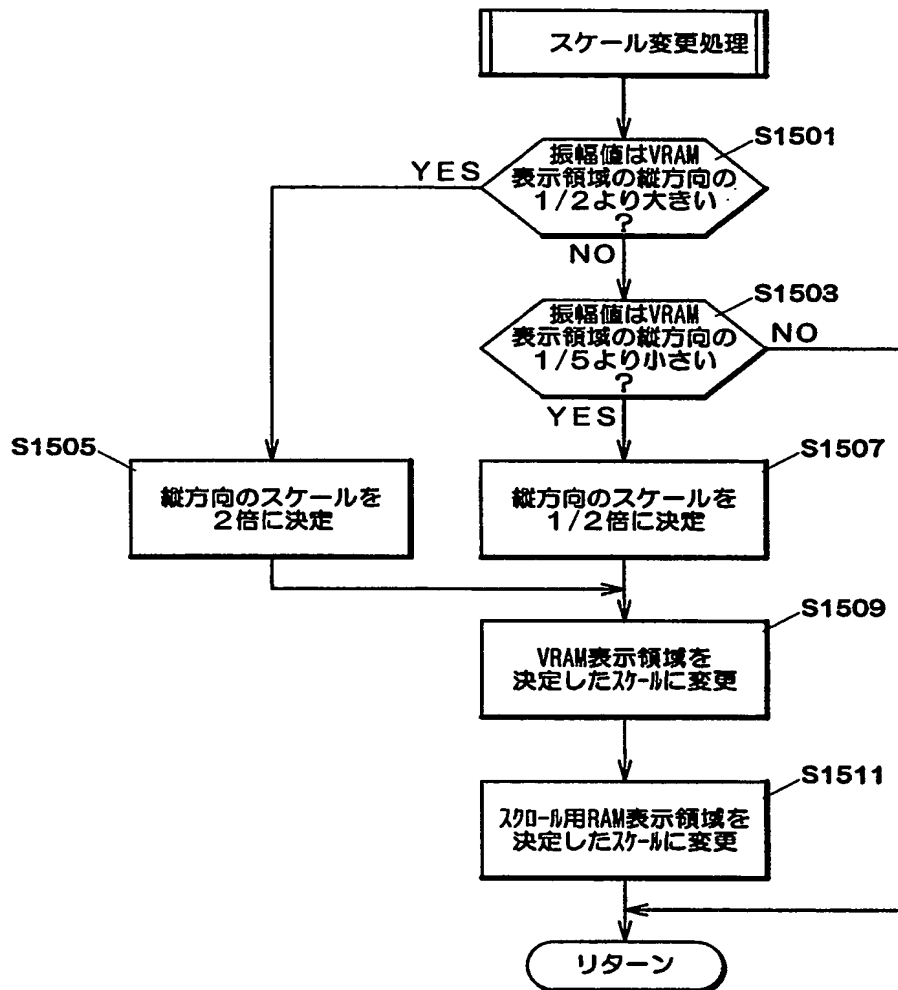 スケール変更処理
S1501
振幅値はVRAM
表示領域の縦方向の
1/2より大きい
?
YES
NO
S1503
振幅値はVRAM
表示領域の縦方向の
1/5より小さい
?
NO
YES
S1505
縦方向のスケールを
2倍に決定
S1507
縦方向のスケールを
1/2倍に決定
S1509
VRAM表示領域を
決定したスケールに変更
S1511
スクロール用RAM表示領域を
決定したスケールに変更
リターン